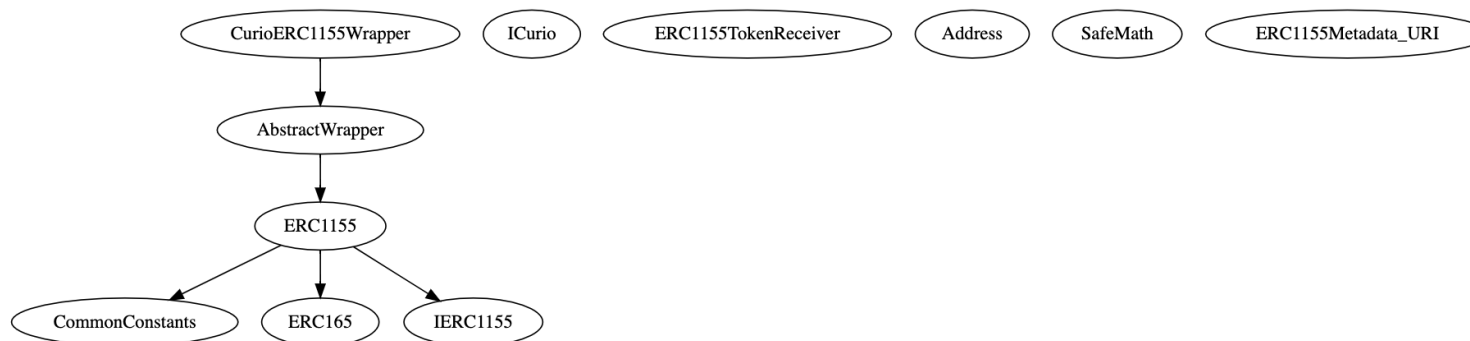 CurioERC1155Wrapper
ICurio
ERC1155TokenReceiver
Address
SafeMath
ERC1155Metadata_URI
AbstractWrapper
ERC1155
CommonConstants
ERC165
IERC1155